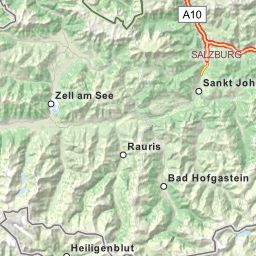 A10
SALZBURG
Sankt Joh
Zell am See
Rauris
Bad Hofgastein
Heiligenblut